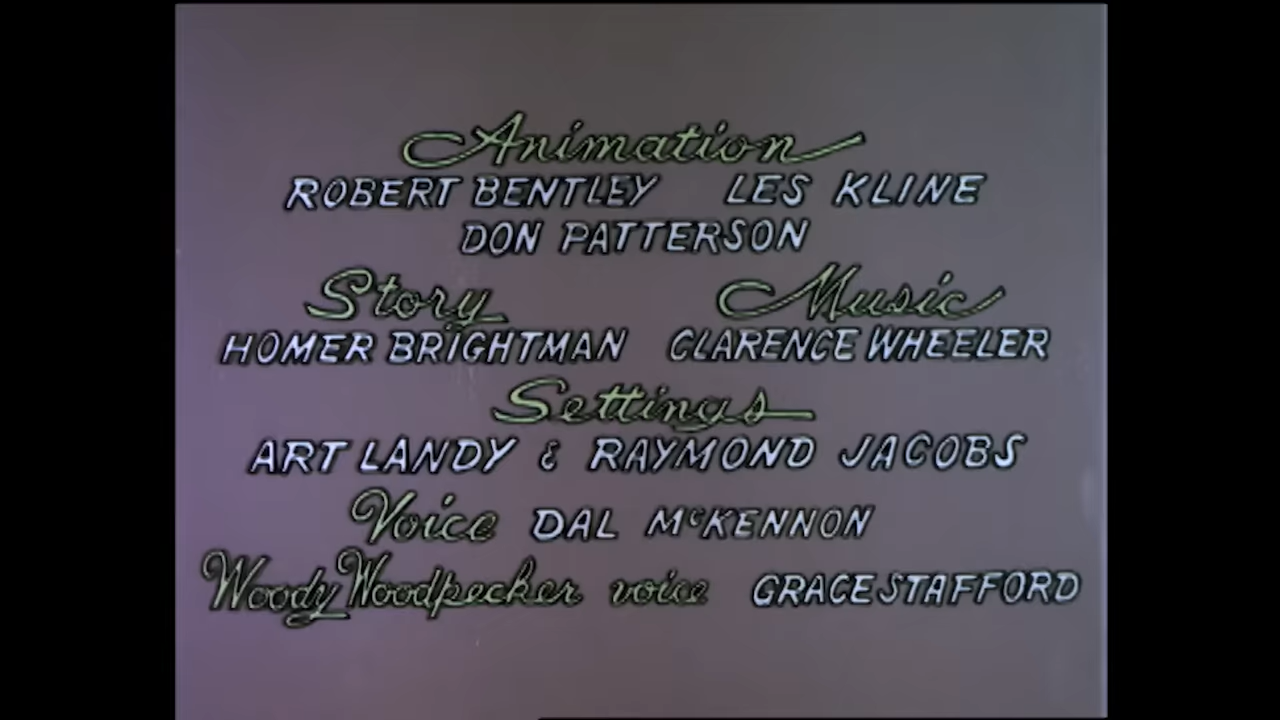 Animation
ROBERT BENTLEY LES KLINE
DON PATTERSON
Story Music
HOMER BRIGHTMAN CLARENCE WHEELER
Settings
ART LANDY & RAYMOND JACOBS
Voice DAL McKENNON
Woody Woodpecker voice GRACE STAFFORD